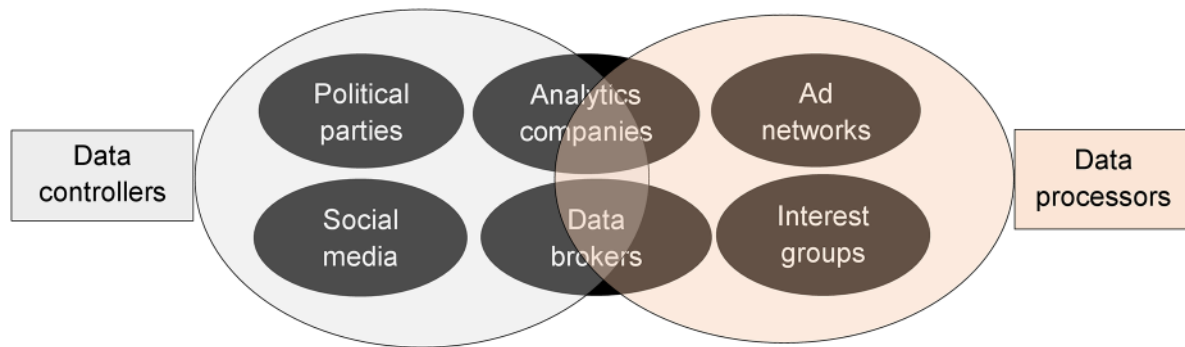 Data
controllers
Political
parties
Social
media
Analytics
companies
Data
brokers
Ad
networks
Interest
groups
Data
processors